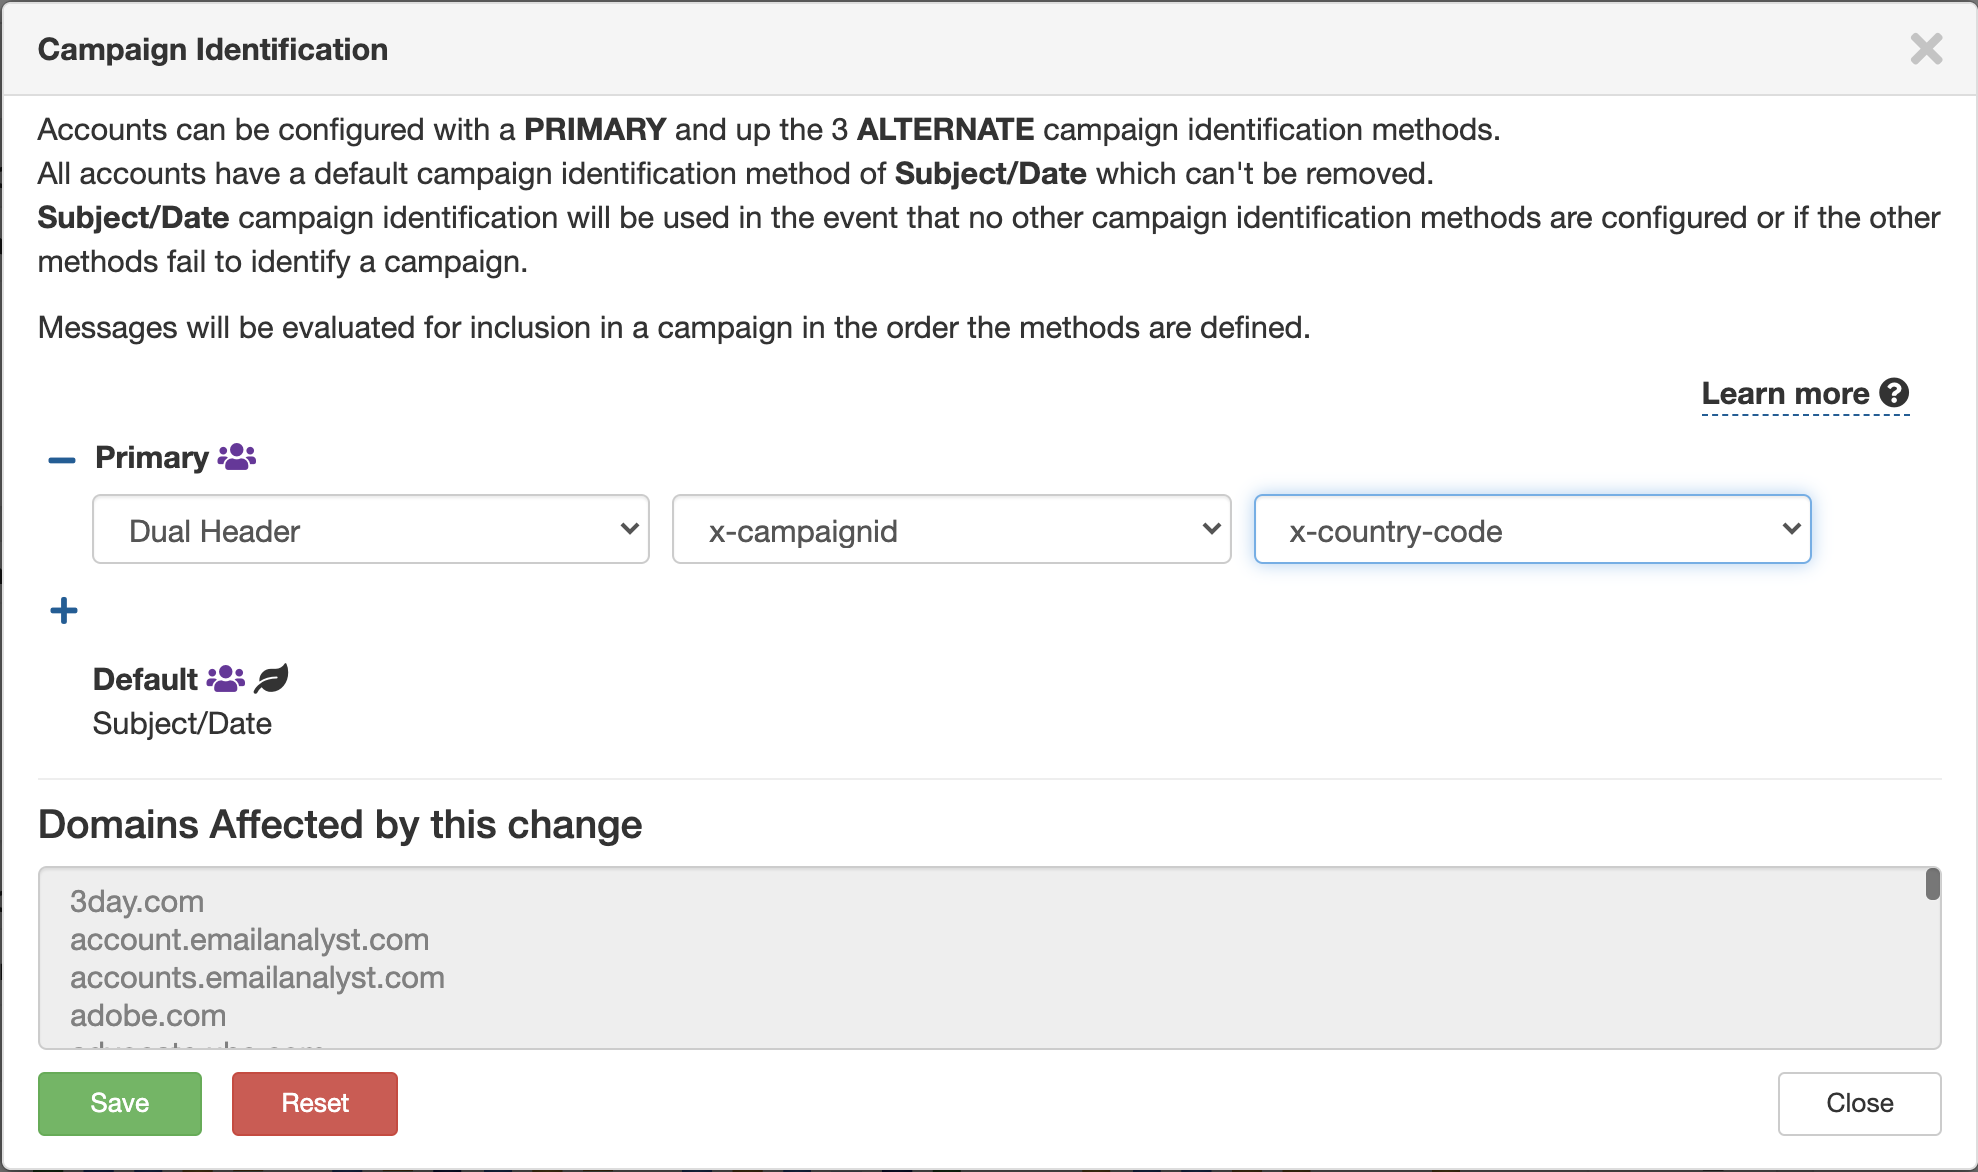 Campaign Identification
Accounts can be configured with a PRIMARY and up the 3 ALTERNATE campaign identification methods.
All accounts have a default campaign identification method of Subject/Date which can't be removed.
Subject/Date campaign identification will be used in the event that no other campaign identification methods are configured or if the other
methods fail to identify a campaign.
Messages will be evaluated for inclusion in a campaign in the order the methods are defined.
Learn more
Primary
Dual Header
x-campaignid
x-country-code
Default
Subject/Date
Domains Affected by this change
3day.com
account.emailanalyst.com
accounts.emailanalyst.com
adobe.com
Save
Reset
Close